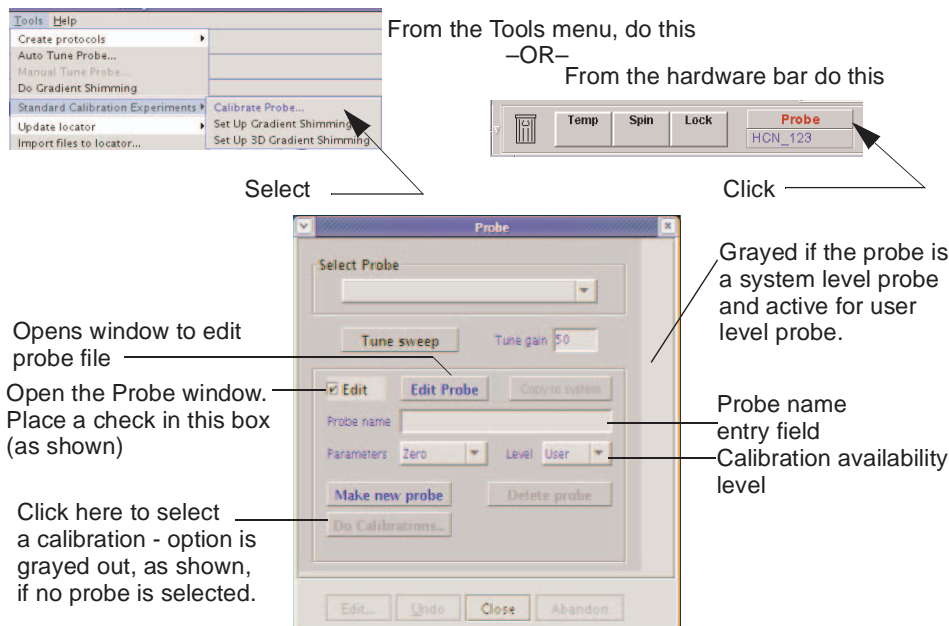 Tools Help
Create protocols
Auto Tune Probe...
Manual Tune Probe...
Do Gradient Shimming
Standard Calibration Experiments
Update locator
Import files to locator...
Calibrate Probe...
Set Up Gradient Shimming
Set Up 3D Gradient Shimming
Select
From the Tools menu, do this
–OR–
From the hardware bar do this
Temp Spin Lock Probe
HCN_123
Click
Probe
Select Probe
Tune sweep Tune gain 50
Edit Edit Probe Copy to system
Probe name
Parameters Zero Level User
Make new probe Delete probe
Do Calibrations...
Edit... Undo Close Abandon
Opens window to edit
probe file
Open the Probe window.
Place a check in this box
(as shown)
Click here to select
a calibration - option is
grayed out, as shown,
if no probe is selected.
Grayed if the probe is
a system level probe
and active for user
level probe.
Probe name
entry field
Calibration availability
level